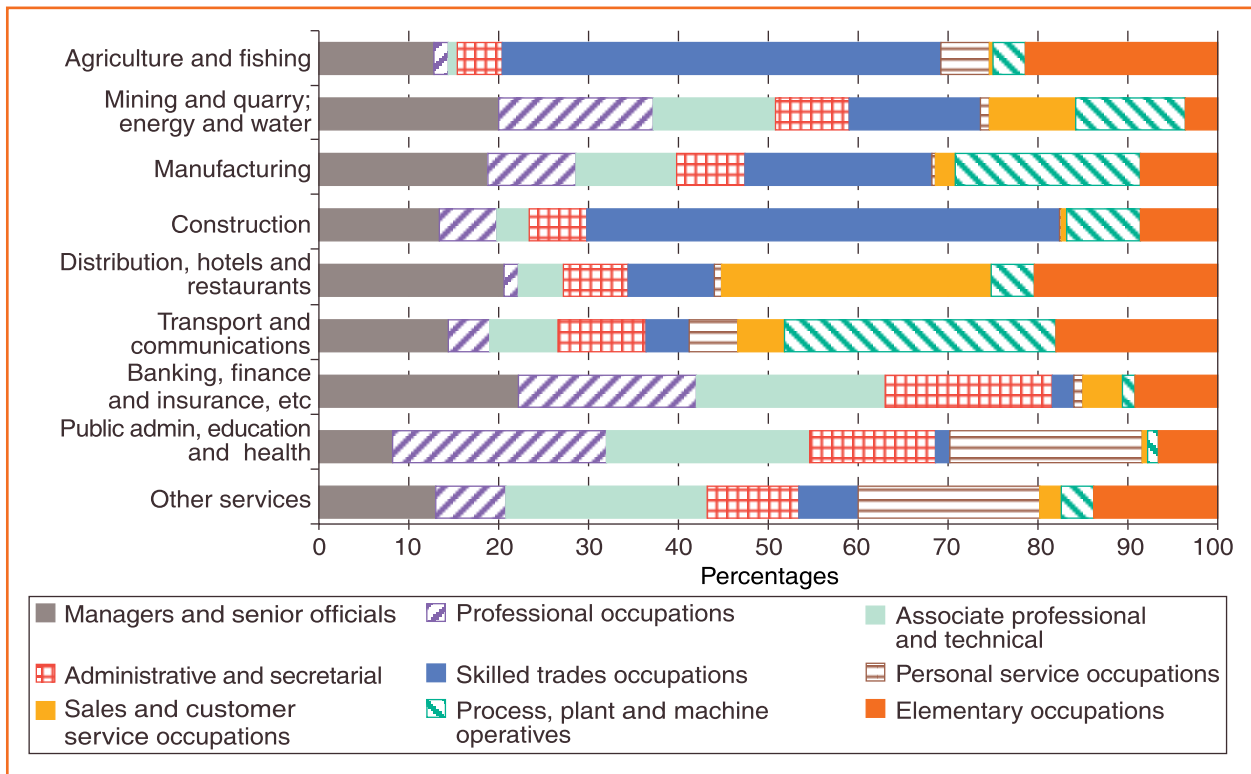 Agriculture and fishing
Mining and quarry;
energy and water
Manufacturing
Construction
Distribution, hotels and
restaurants
Transport and
communications
Banking, finance
and insurance, etc
Public admin, education
and health
Other services
0 10 20 30 40 50 60 70 80 90 100
Percentages
Managers and senior officials
Professional occupations
Associate professional
and technical
Administrative and secretarial
Skilled trades occupations
Personal service occupations
Sales and customer
service occupations
Process, plant and machine
operatives
Elementary occupations